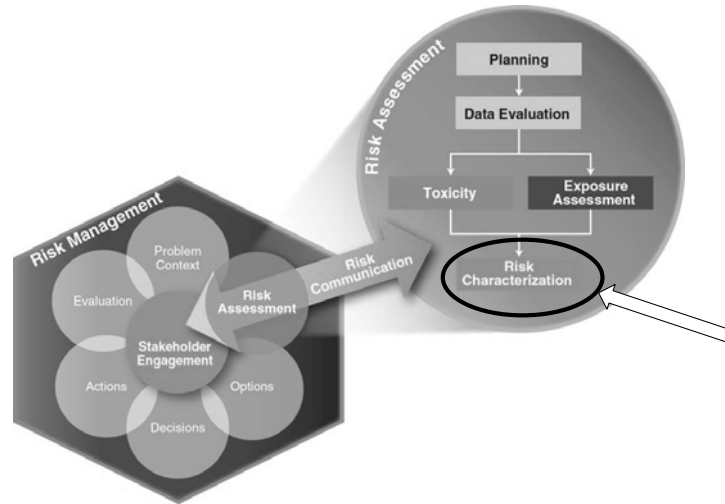 Risk Assessment
Planning
Data Evaluation
Toxicity
Exposure
Assessment
Risk
Characterization
Risk Management
Problem
Context
Risk
Assessment
Risk
Communication
Evaluation
Stakeholder
Engagement
Actions
Options
Decisions